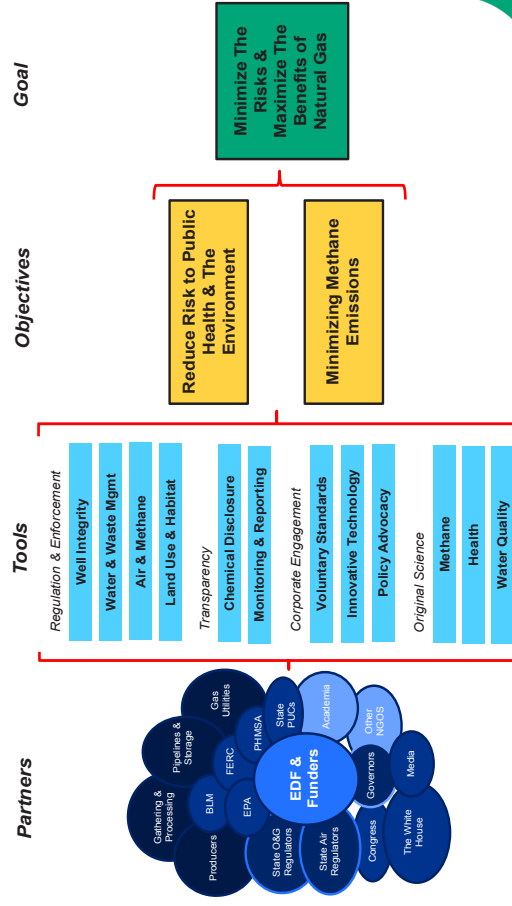 Partners
Gathering &
Processing
Pipelines &
Storage
Gas
Utilities
Producers
BLM
FERC
PHMSA
EPA
State
PUCs
State O&G
Regulators
EDF &
Funders
Academia
State Air
Regulators
Other
NGOS
Congress
Governors
The White
House
Media
Tools
Regulation & Enforcement
Well Integrity
Water & Waste Mgmt
Air & Methane
Land Use & Habitat
Transparency
Chemical Disclosure
Monitoring & Reporting
Corporate Engagement
Voluntary Standards
Innovative Technology
Policy Advocacy
Original Science
Methane
Health
Water Quality
Objectives
Reduce Risk to Public
Health & The
Environment
Minimizing Methane
Emissions
Goal
Minimize The
Risks &
Maximize The
Benefits of
Natural Gas